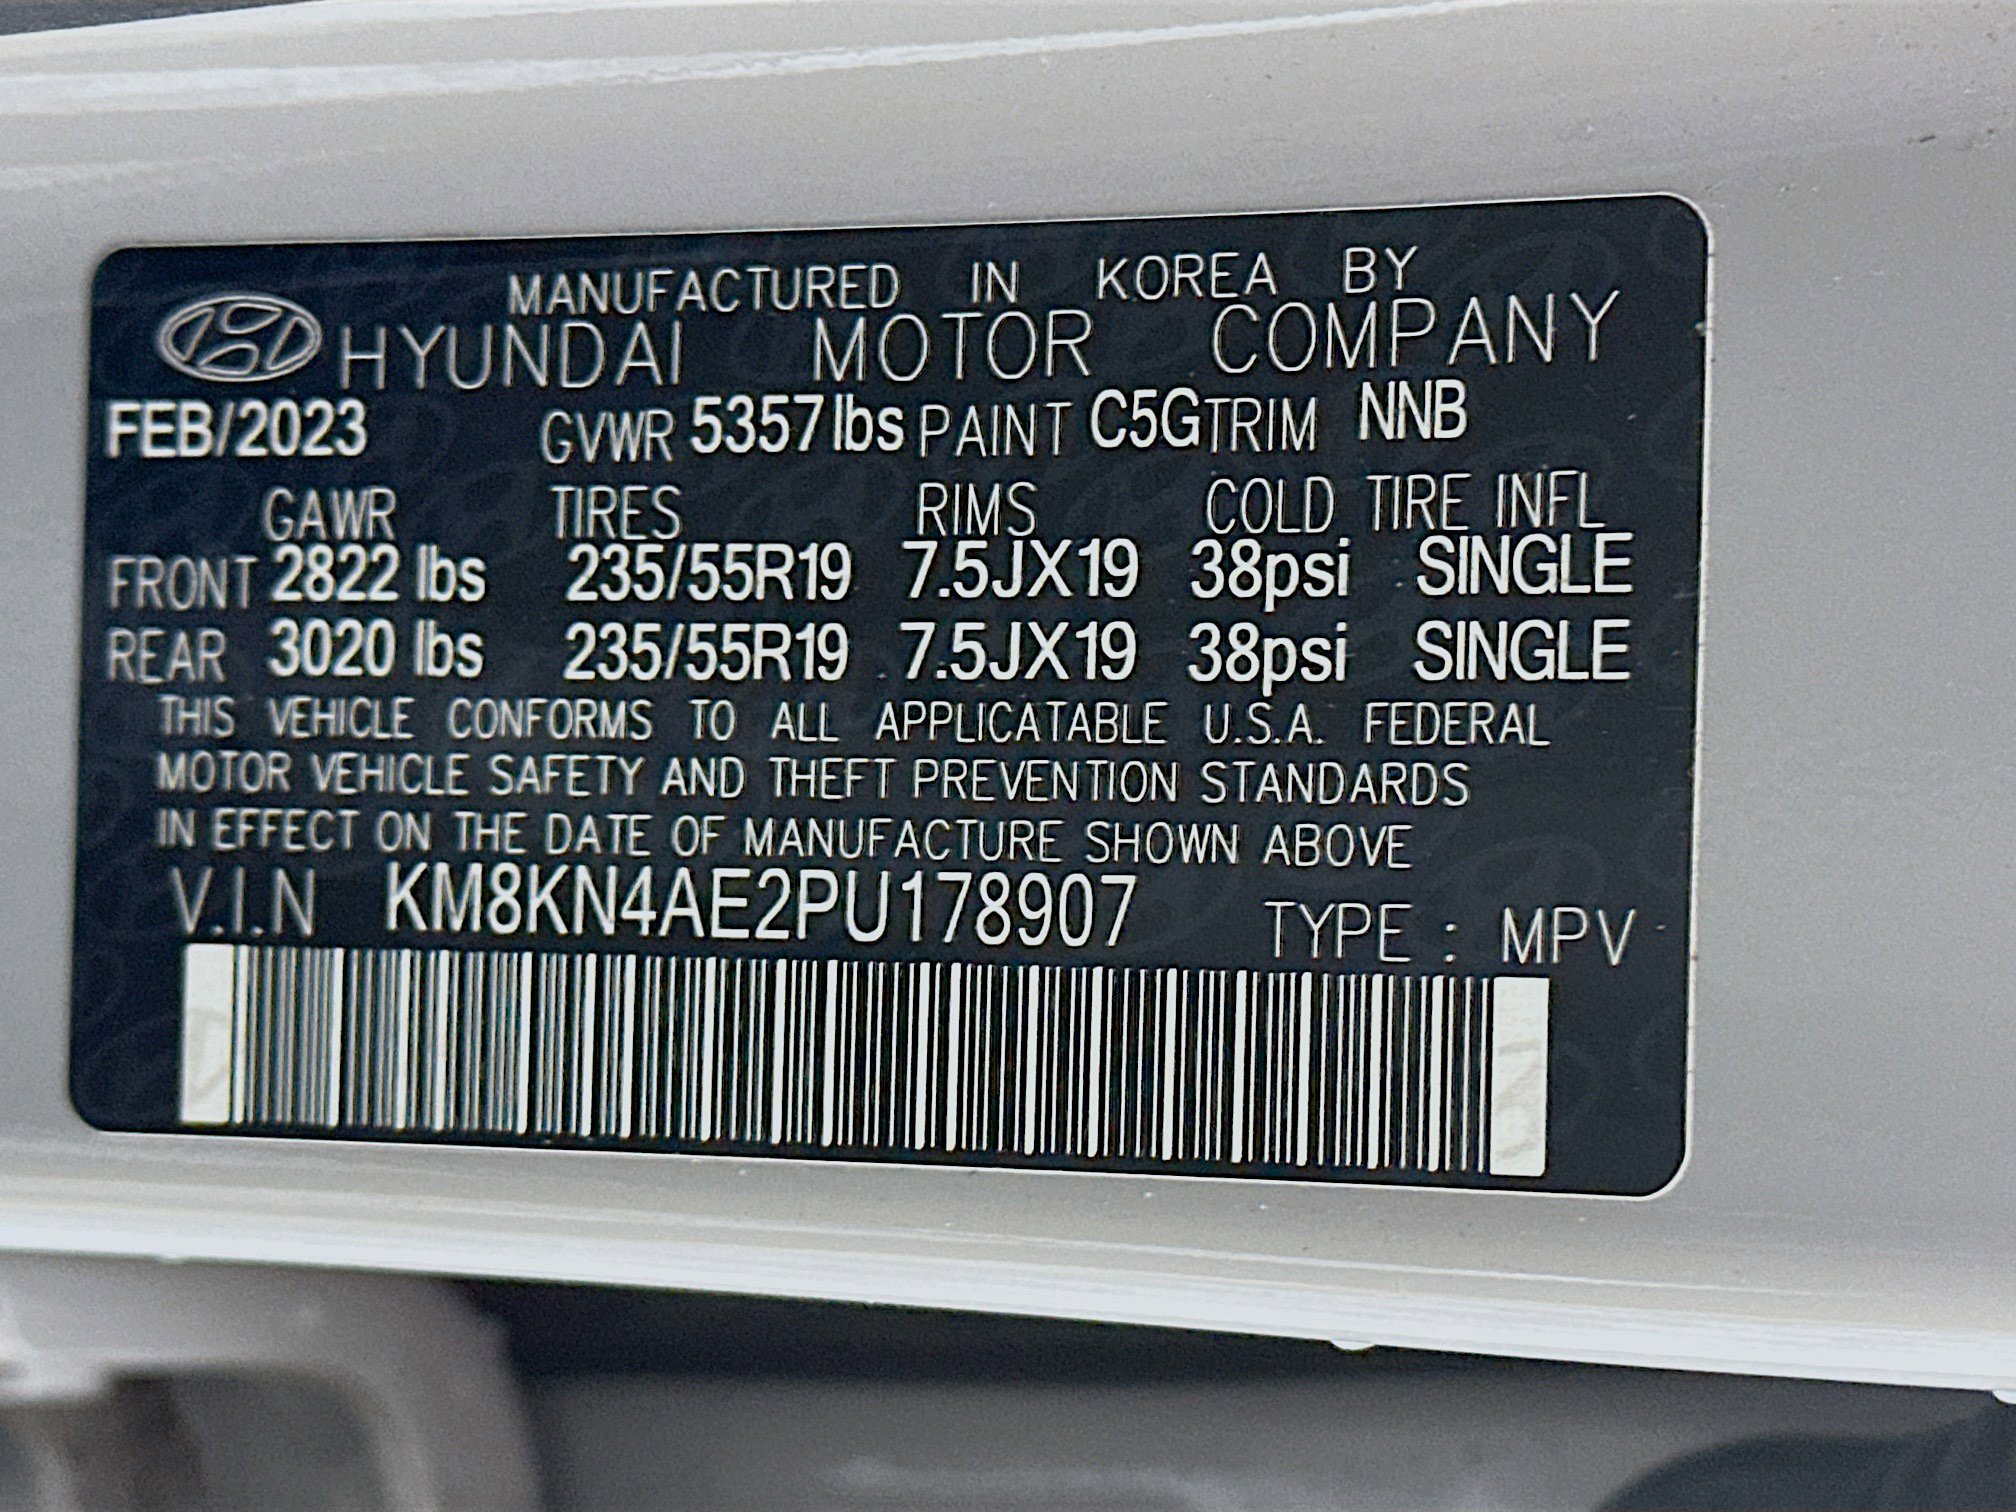 MANUFACTURED IN KOREA BY
HYUNDAI MOTOR COMPANY
FEB/2023 GVWR 5357lbs PAINT C5G TRIM NNB
GAWR TIRES RIMS COLD TIRE INFL
FRONT 2822 lbs 235/55R19 7.5JX19 38psi SINGLE
REAR 3020 lbs 235/55R19 7.5JX19 38psi SINGLE
THIS VEHICLE CONFORMS TO ALL APPLICATABLE U.S.A. FEDERAL
MOTOR VEHICLE SAFETY AND THEFT PREVENTION STANDARDS
IN EFFECT ON THE DATE OF MANUFACTURE SHOWN ABOVE
V.I.N KM8KN4AE2PU178907 TYPE : MPV